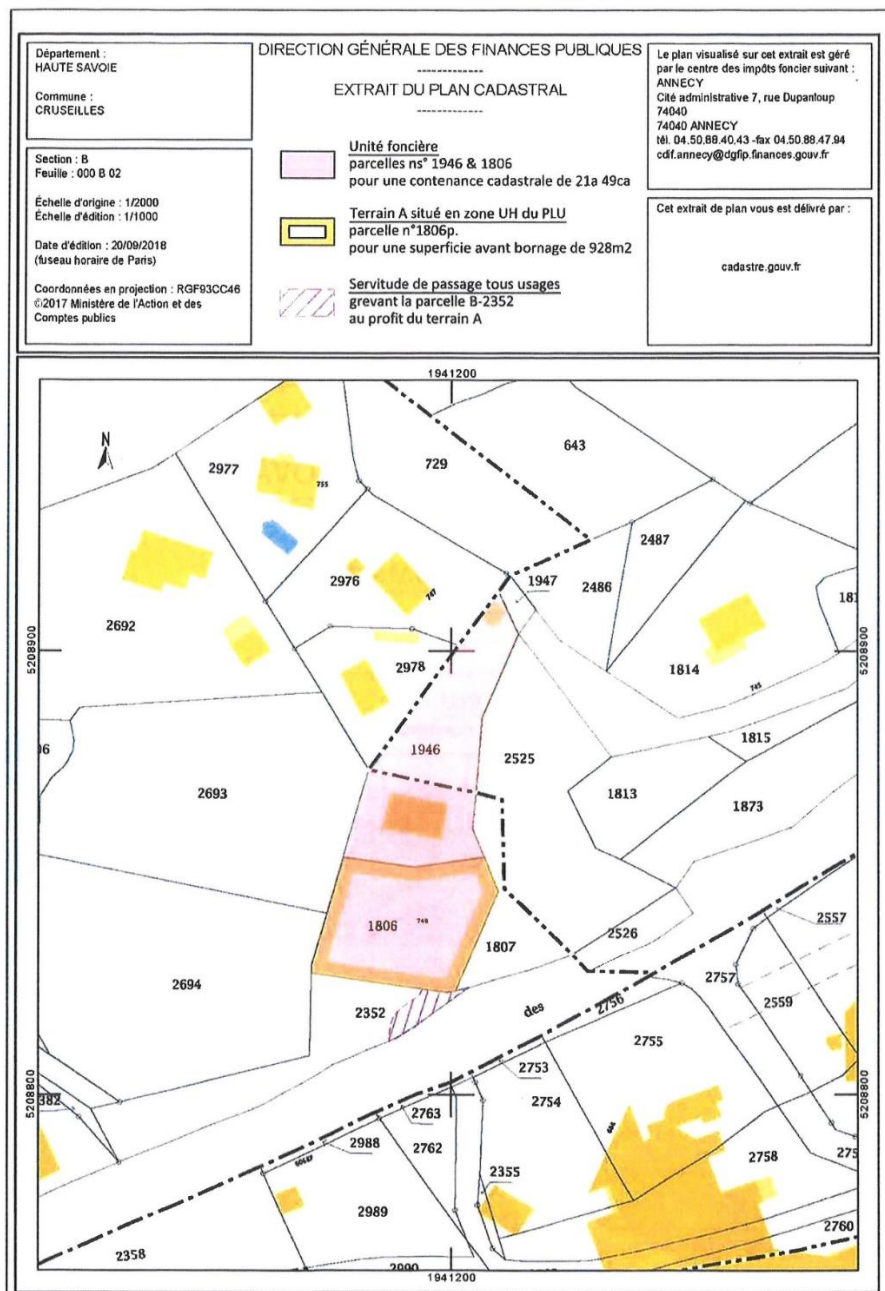 Département :
HAUTE SAVOIE
Commune :
CRUSEILLES
Section : B
Feuille : 000 B 02
Échelle d'origine : 1/2000
Échelle d'édition : 1/1000
Date d'édition : 20/09/2018
(fuseau horaire de Paris)
Coordonnées en projection : RGF93CC46
©2017 Ministère de l'Action et des
Comptes publics
DIRECTION GÉNÉRALE DES FINANCES PUBLIQUES
------------
EXTRAIT DU PLAN CADASTRAL
------------
Unité foncière
parcelles ns° 1946 & 1806
pour une contenance cadastrale de 21a 49ca
Terrain A situé en zone UH du PLU
parcelle n°1806p.
pour une superficie avant bornage de 928m2
Servitude de passage tous usages
grevant la parcelle B-2352
au profit du terrain A
Le plan visualisé sur cet extrait est géré
par le centre des impôts foncier suivant :
ANNECY
Cité administrative 7, rue Dupanloup
74040
74040 ANNECY
tél. 04.50.88.40.43 -fax 04.50.88.47.94
cdif.annecy@dgfip.finances.gouv.fr
Cet extrait de plan vous est délivré par :
cadastre.gouv.fr
1941200
N
2977
755
729
643
2487
2976
747
1947
2486
2692
5208900
2978
1814
745
5208900
1946
2525
1815
2693
1813
1873
1806
749
1807
2526
2557
2694
2352
des
2756
2757
2559
2755
5208800
2382
2763
2753
2754
5208800
2988
2762
2355
2758
2989
2760
2358
2990
1941200